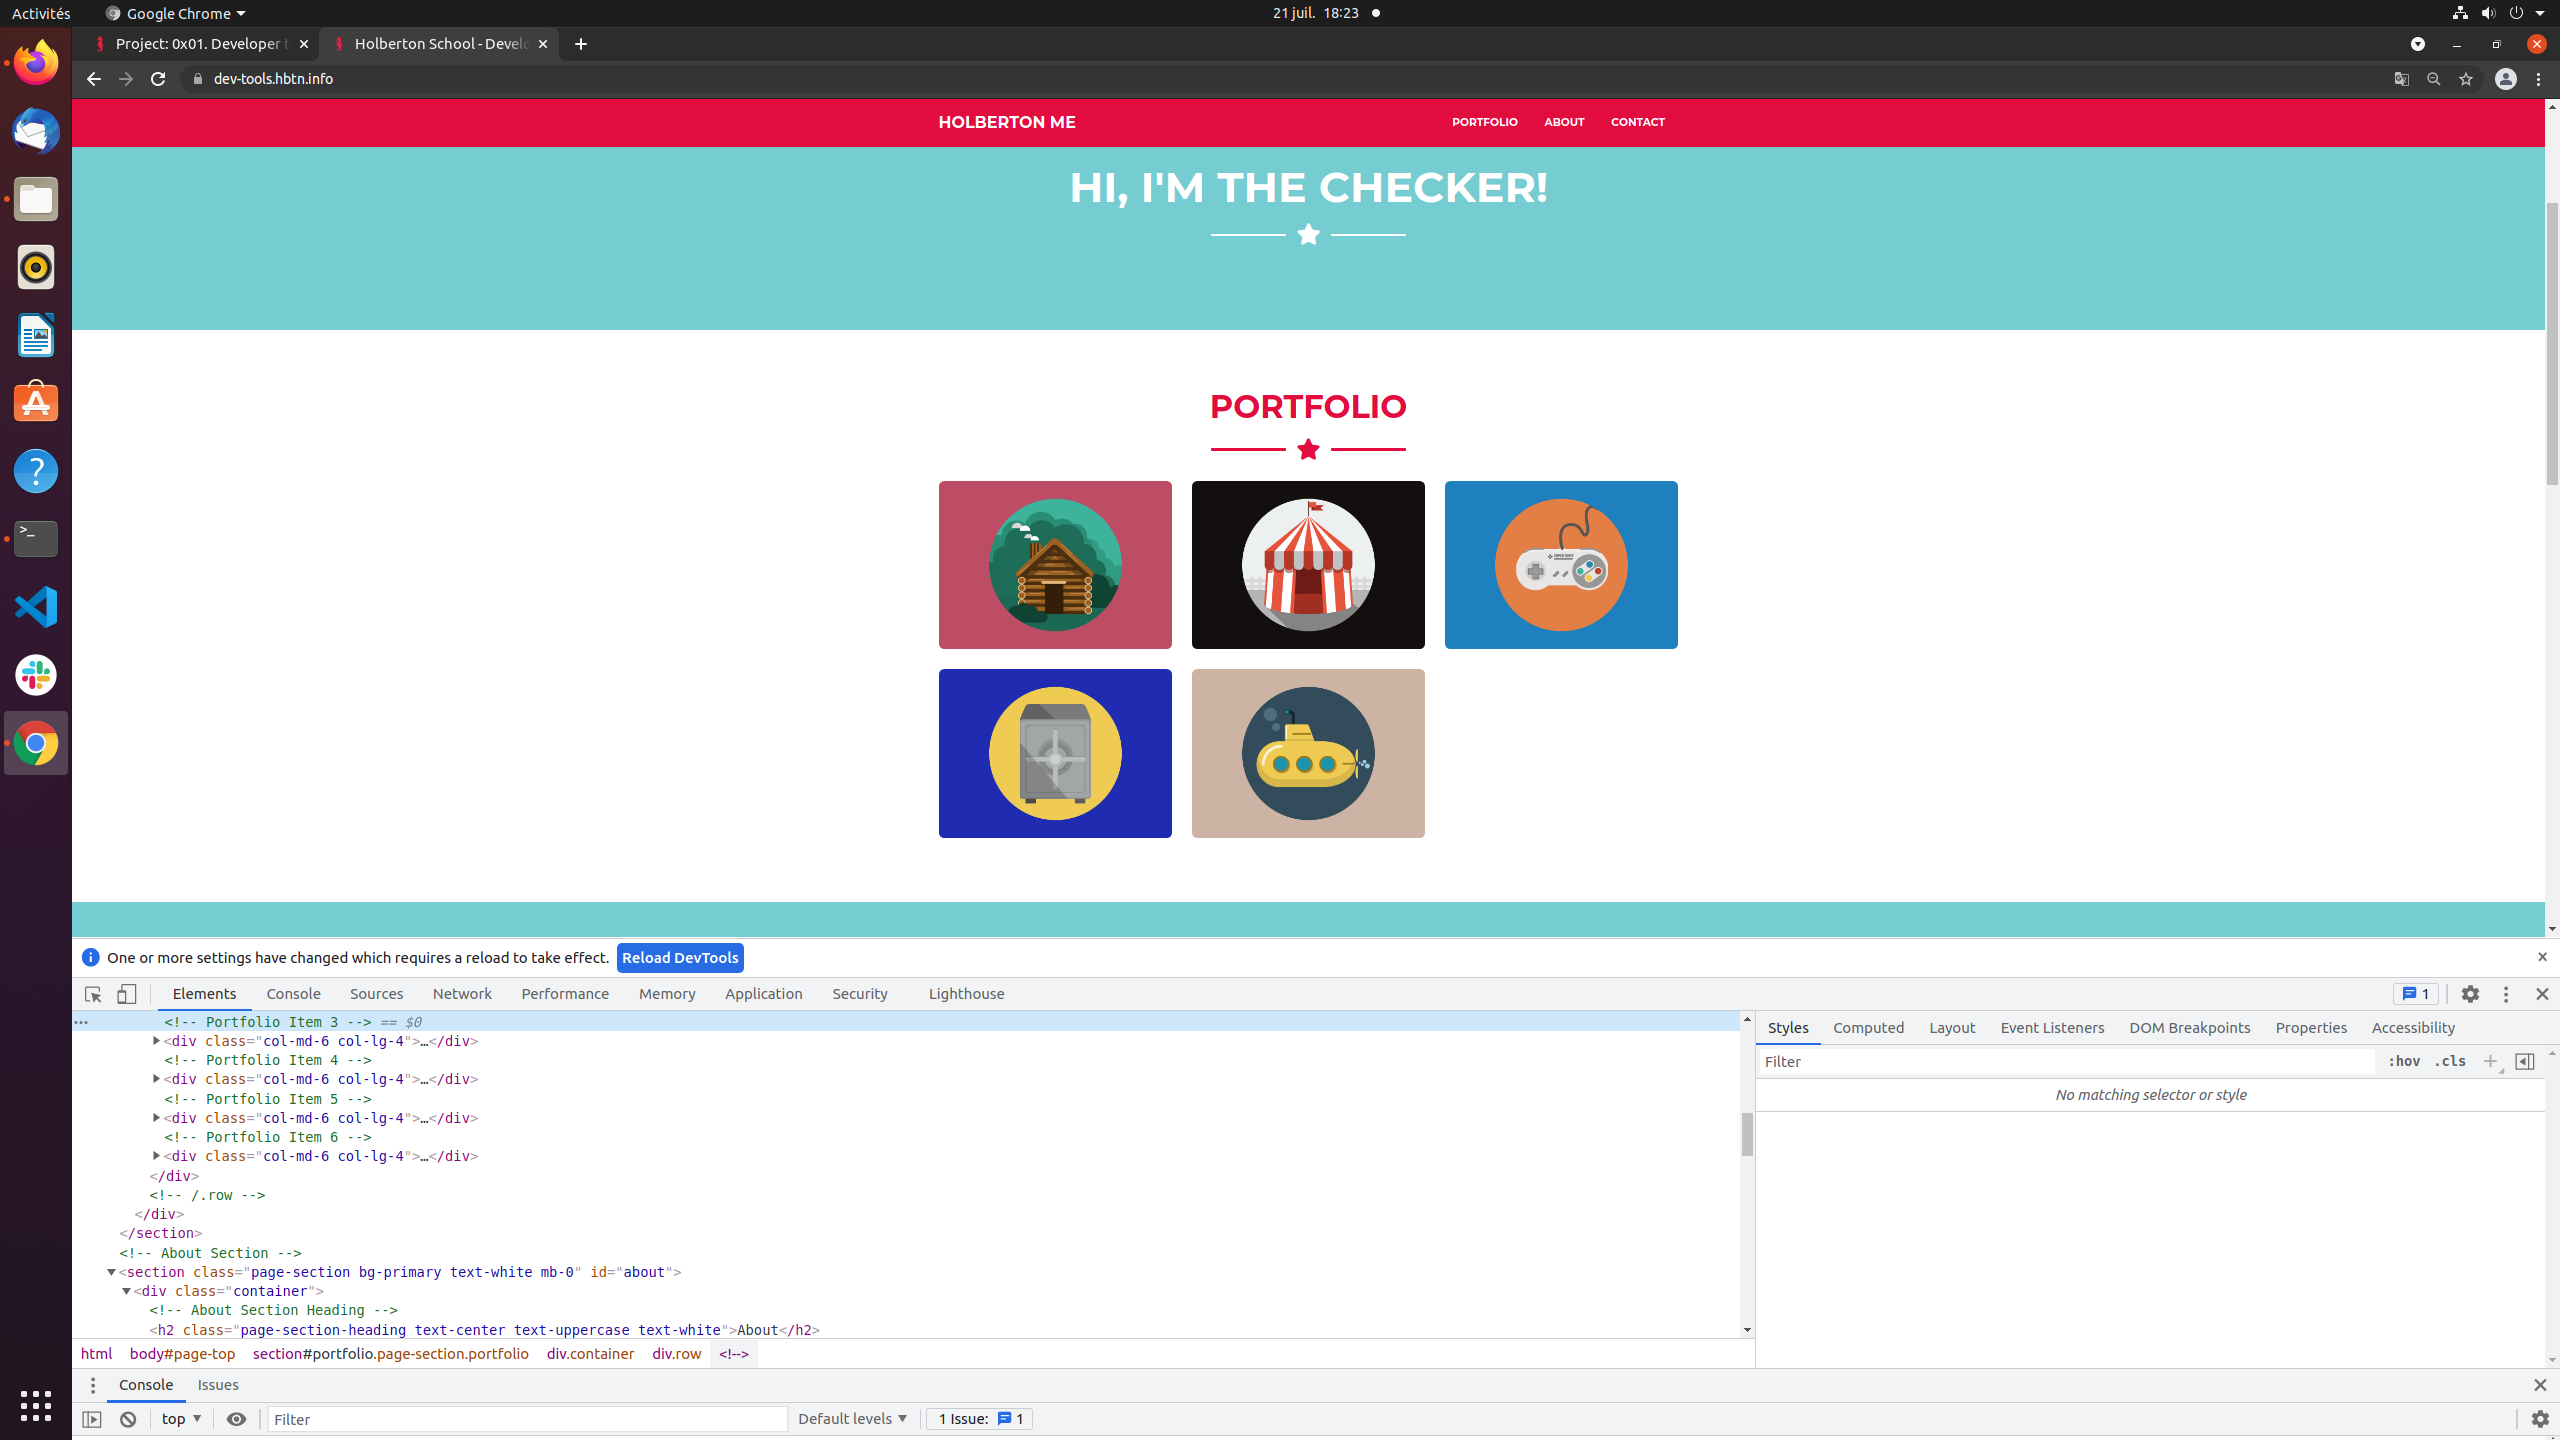 Activités
Google Chrome
21 juil. 18:23
Project: 0x01. Developer t
Holberton School - Develo
dev-tools.hbtn.info
HOLBERTON ME
PORTFOLIO ABOUT CONTACT
HI, I'M THE CHECKER!
PORTFOLIO
One or more settings have changed which requires a reload to take effect. Reload DevTools
Elements Console Sources Network Performance Memory Application Security Lighthouse 1
<!-- Portfolio Item 3 --> == $0
<div class="col-md-6 col-lg-4">…</div>
<!-- Portfolio Item 4 -->
<div class="col-md-6 col-lg-4">…</div>
<!-- Portfolio Item 5 -->
<div class="col-md-6 col-lg-4">…</div>
<!-- Portfolio Item 6 -->
<div class="col-md-6 col-lg-4">…</div>
</div>
<!-- /.row -->
</div>
</section>
<!-- About Section -->
<section class="page-section bg-primary text-white mb-0" id="about">
<div class="container">
<!-- About Section Heading -->
<h2 class="page-section-heading text-center text-uppercase text-white">About</h2>
html body#page-top section#portfolio.page-section.portfolio div.container div.row <!-->
Styles Computed Layout Event Listeners DOM Breakpoints Properties Accessibility
Filter :hov .cls
No matching selector or style
Console Issues
top Filter Default levels 1 Issue: 1